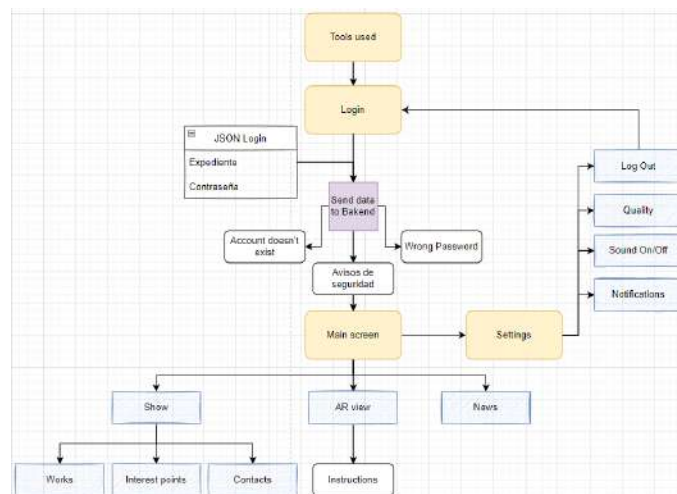 Tools used
Login
JSON Login
Expediente
Contraseña
Log Out
Send data
to Bakend
Quality
Account doesn't
exist
Wrong Password
Sound On/Off
Avisos de
seguridad
Notifications
Main screen
Settings
Show
AR view
News
Works
Interest points
Contacts
Instructions